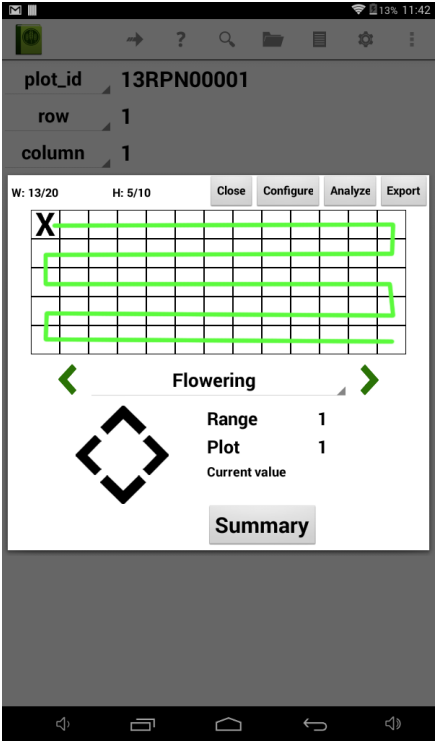 13% 11:42
?
plot_id 13RPN00001
row 1
column 1
W: 13/20 H: 5/10 Close Configure Analyze Export
X
Flowering
Range 1
Plot 1
Current value
Summary